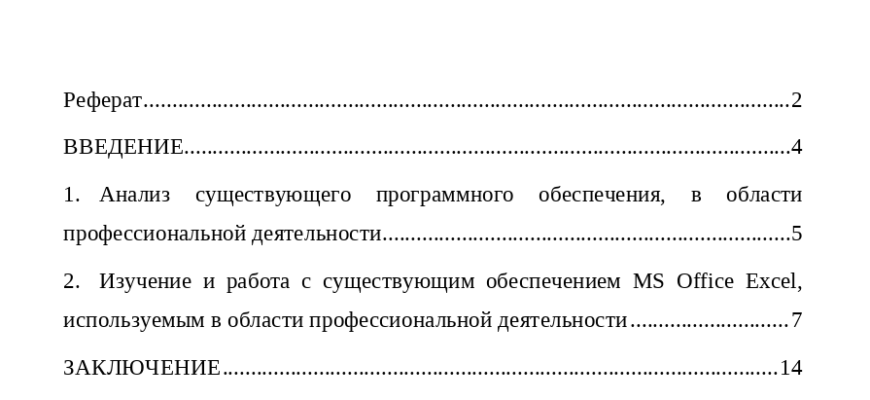 Реферат....................................................................................................................2
ВВЕДЕНИЕ............................................................................................................4
1. Анализ существующего программного обеспечения, в области
профессиональной деятельности.........................................................................5
2. Изучение и работа с существующим обеспечением MS Office Excel,
используемым в области профессиональной деятельности............................7
ЗАКЛЮЧЕНИЕ...................................................................................................14